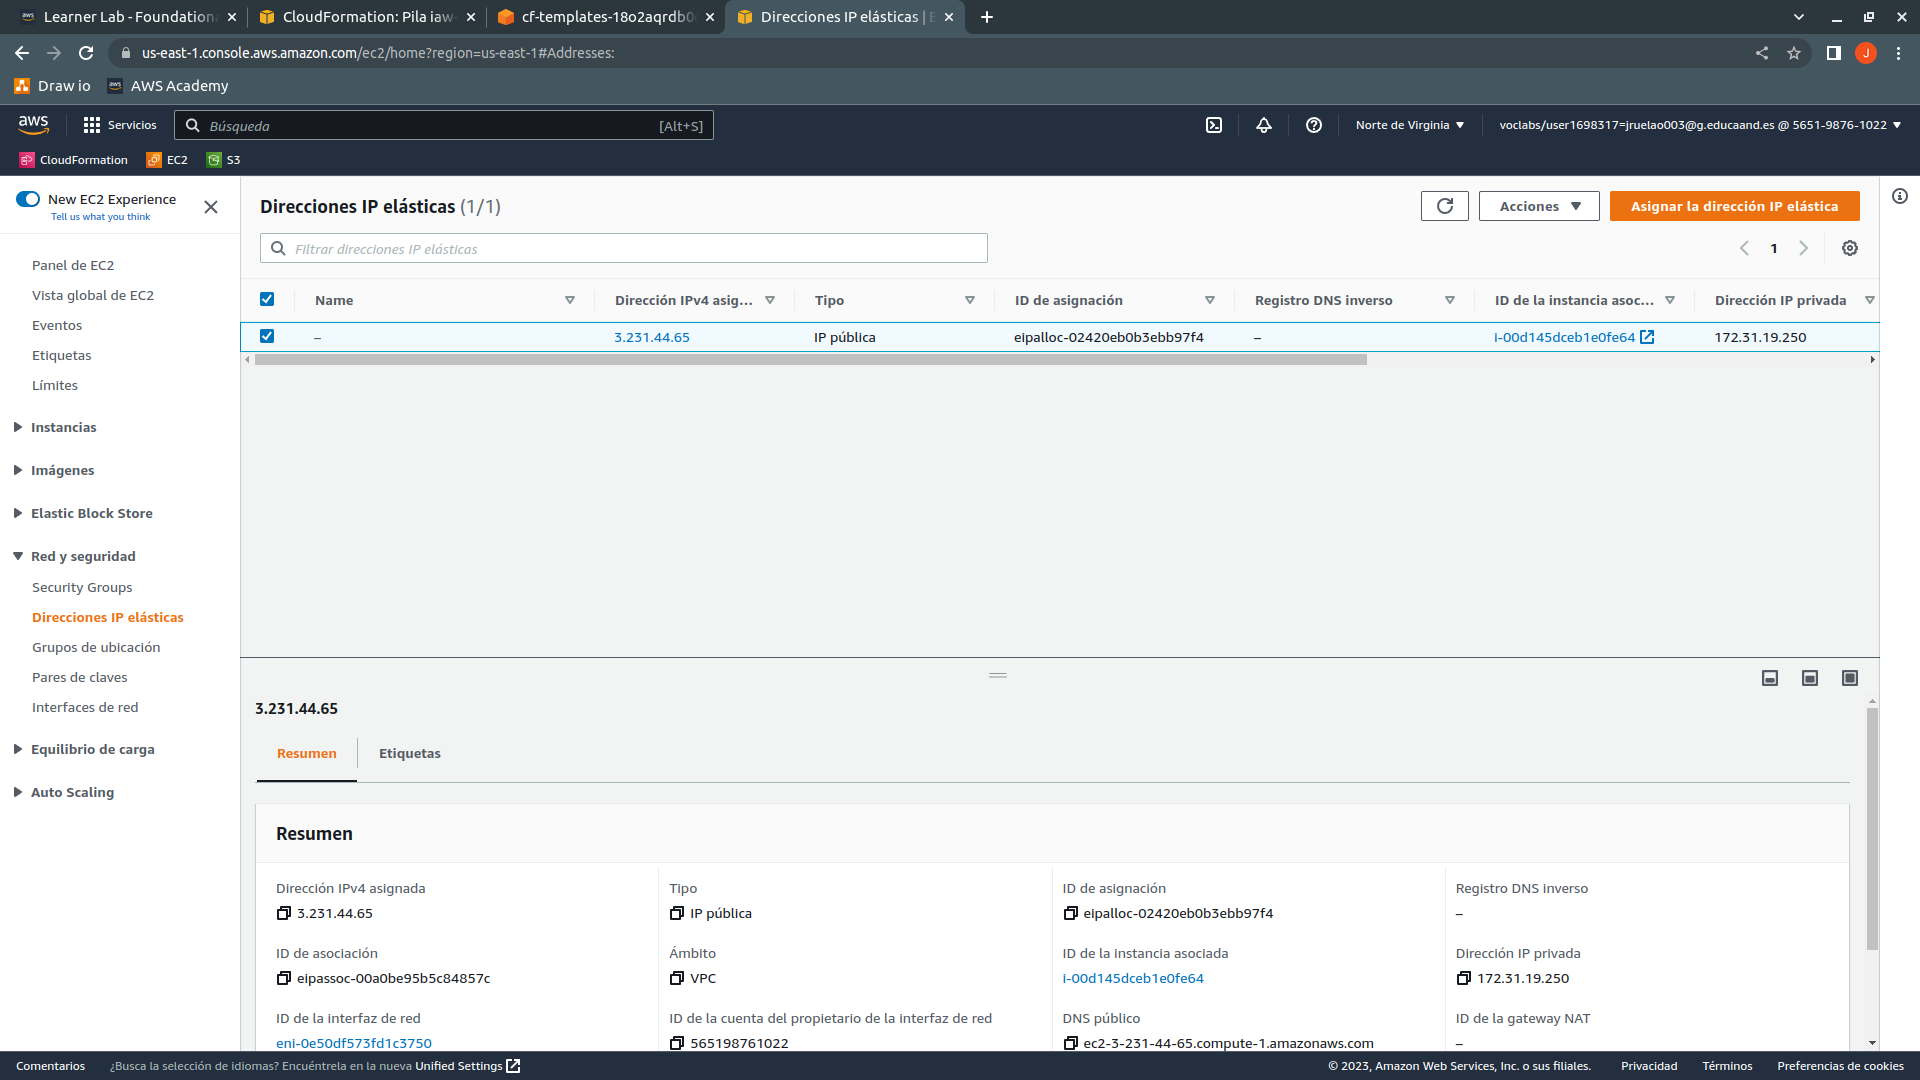 Learner Lab - Foundation
CloudFormation: Pila iaw-
cf-templates-18o2aqrdb0
Direcciones IP elásticas | E
us-east-1.console.aws.amazon.com/ec2/home?region=us-east-1#Addresses:
J
Draw io
AWS Academy
aws
Servicios
Búsqueda
[Alt+S]
Norte de Virginia
voclabs/user1698317=jruelao003@g.educaand.es @ 5651-9876-1022
CloudFormation
EC2
S3
New EC2 Experience
Tell us what you think
Panel de EC2
Vista global de EC2
Eventos
Etiquetas
Límites
Instancias
Imágenes
Elastic Block Store
Red y seguridad
Security Groups
Direcciones IP elásticas
Grupos de ubicación
Pares de claves
Interfaces de red
Equilibrio de carga
Auto Scaling
Direcciones IP elásticas (1/1)
Acciones
Asignar la dirección IP elástica
Filtrar direcciones IP elásticas
1
Name
Dirección IPv4 asig...
Tipo
ID de asignación
Registro DNS inverso
ID de la instancia asoc...
Dirección IP privada
–
3.231.44.65
IP pública
eipalloc-02420eb0b3ebb97f4
–
i-00d145dceb1e0fe64
172.31.19.250
3.231.44.65
Resumen
Etiquetas
Resumen
Dirección IPv4 asignada
3.231.44.65
Tipo
IP pública
ID de asignación
eipalloc-02420eb0b3ebb97f4
Registro DNS inverso
–
ID de asociación
eipassoc-00a0be95b5c84857c
Ámbito
VPC
ID de la instancia asociada
i-00d145dceb1e0fe64
Dirección IP privada
172.31.19.250
ID de la interfaz de red
eni-0e50df573fd1c3750
ID de la cuenta del propietario de la interfaz de red
565198761022
DNS público
ec2-3-231-44-65.compute-1.amazonaws.com
ID de la gateway NAT
–
Comentarios
¿Busca la selección de idiomas? Encuéntrela en la nueva Unified Settings
© 2023, Amazon Web Services, Inc. o sus filiales.
Privacidad
Términos
Preferencias de cookies